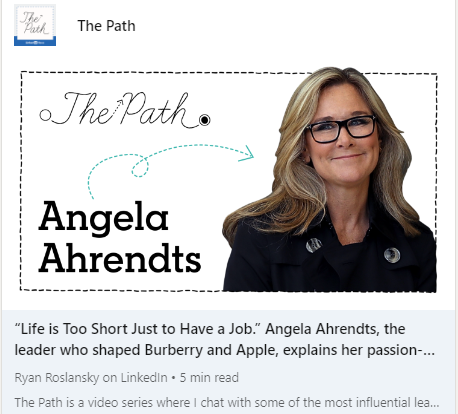 The Path
The Path
The Path
Angela
Ahrendts
“Life is Too Short Just to Have a Job.” Angela Ahrendts, the
leader who shaped Burberry and Apple, explains her passion-...
Ryan Roslansky on LinkedIn • 5 min read
The Path is a video series where I chat with some of the most influential lea...